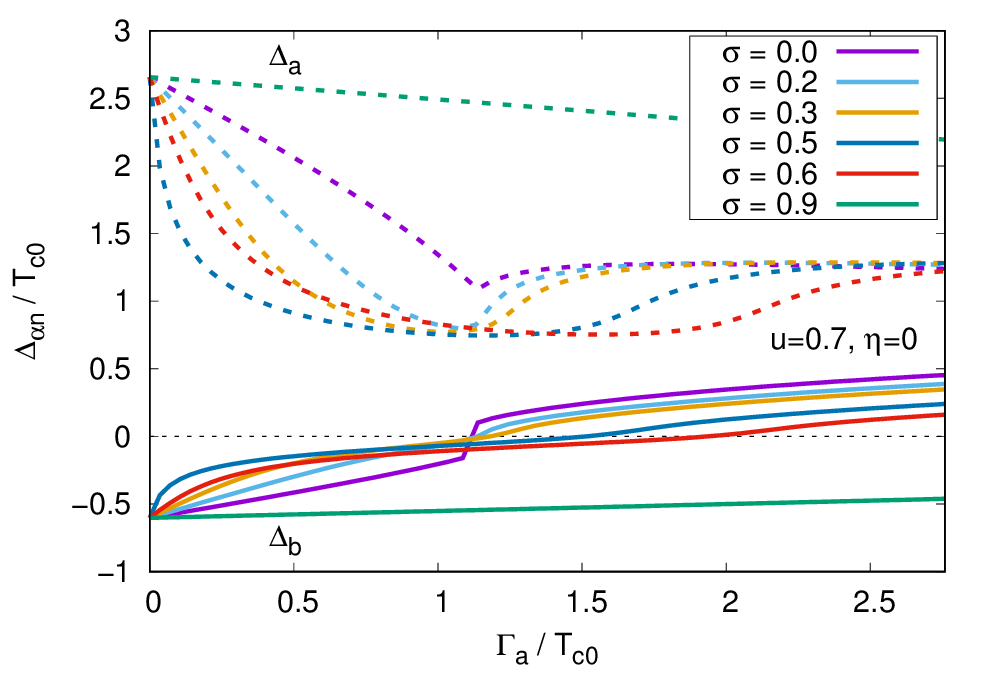 3
2.5
2
1.5
1
0.5
0
−0.5
−1
Δαn / Tc0
Δa
σ = 0.0
σ = 0.2
σ = 0.3
σ = 0.5
σ = 0.6
σ = 0.9
u=0.7, η=0
Δb
0 0.5 1 1.5 2 2.5
Γa / Tc0